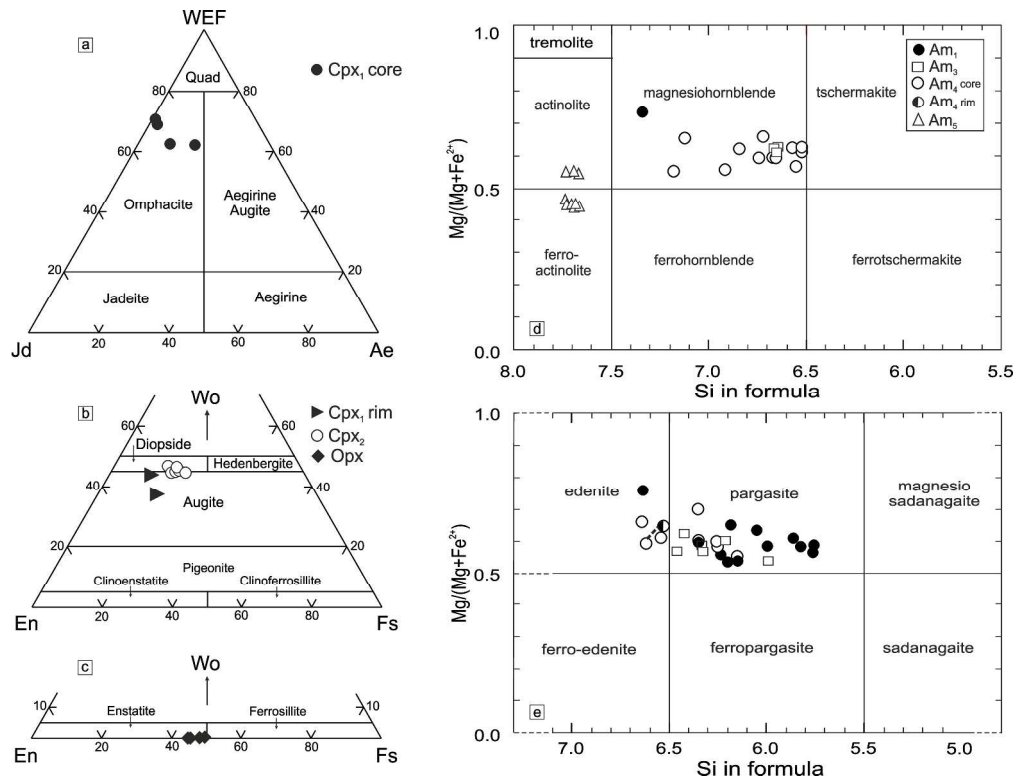 WEF
a
Cpx₁ core
Quad
80
80
60
60
Omphacite
Aegirine
Augite
40
40
20
20
Jadeite
Aegirine
Jd
20
40
60
80
Ae
b
Wo
Cpx₁ rim
Cpx₂
Opx
60
60
Diopside
Hedenbergite
40
40
Augite
20
20
Pigeonite
Clinoenstatite
Clinoferrosillite
En
20
40
60
80
Fs
c
Wo
10
10
Enstatite
Ferrosillite
En
20
40
60
80
Fs
1.0
tremolite
actinolite
magnesiohornblende
tschermakite
Am₁
Am₃
Am₄ core
Am₄ rim
Am₅
Mg/(Mg+Fe²⁺)
0.5
ferro-
actinolite
ferrohornblende
ferrotschermakite
d
0.0
8.0
7.5
7.0
6.5
6.0
5.5
Si in formula
1.0
edenite
pargasite
magnesio
sadanagaite
Mg/(Mg+Fe²⁺)
0.5
ferro-edenite
ferropargasite
sadanagaite
e
0.0
7.0
6.5
6.0
5.5
5.0
Si in formula